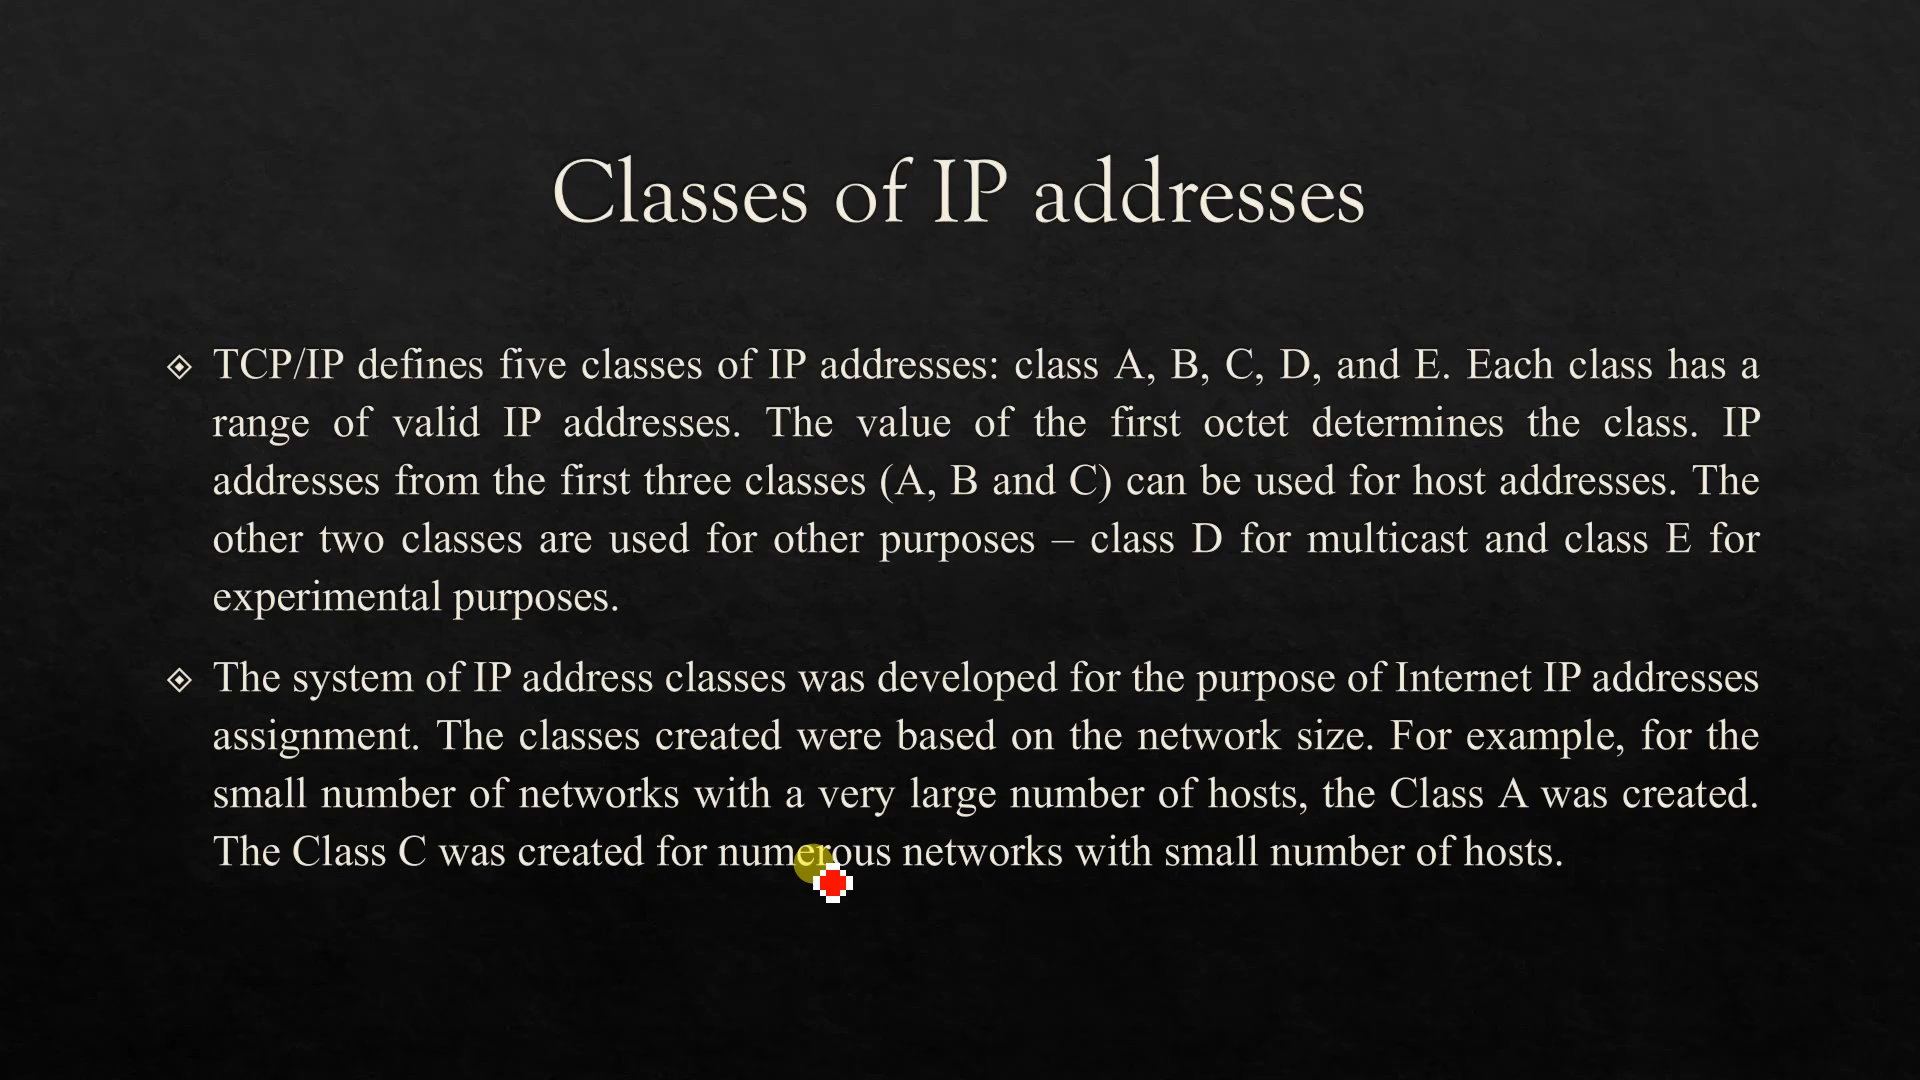 Classes of IP addresses
TCP/IP defines five classes of IP addresses: class A, B, C, D, and E. Each class has a
range of valid IP addresses. The value of the first octet determines the class. IP
addresses from the first three classes (A, B and C) can be used for host addresses. The
other two classes are used for other purposes – class D for multicast and class E for
experimental purposes.
The system of IP address classes was developed for the purpose of Internet IP addresses
assignment. The classes created were based on the network size. For example, for the
small number of networks with a very large number of hosts, the Class A was created.
The Class C was created for numerous networks with small number of hosts.